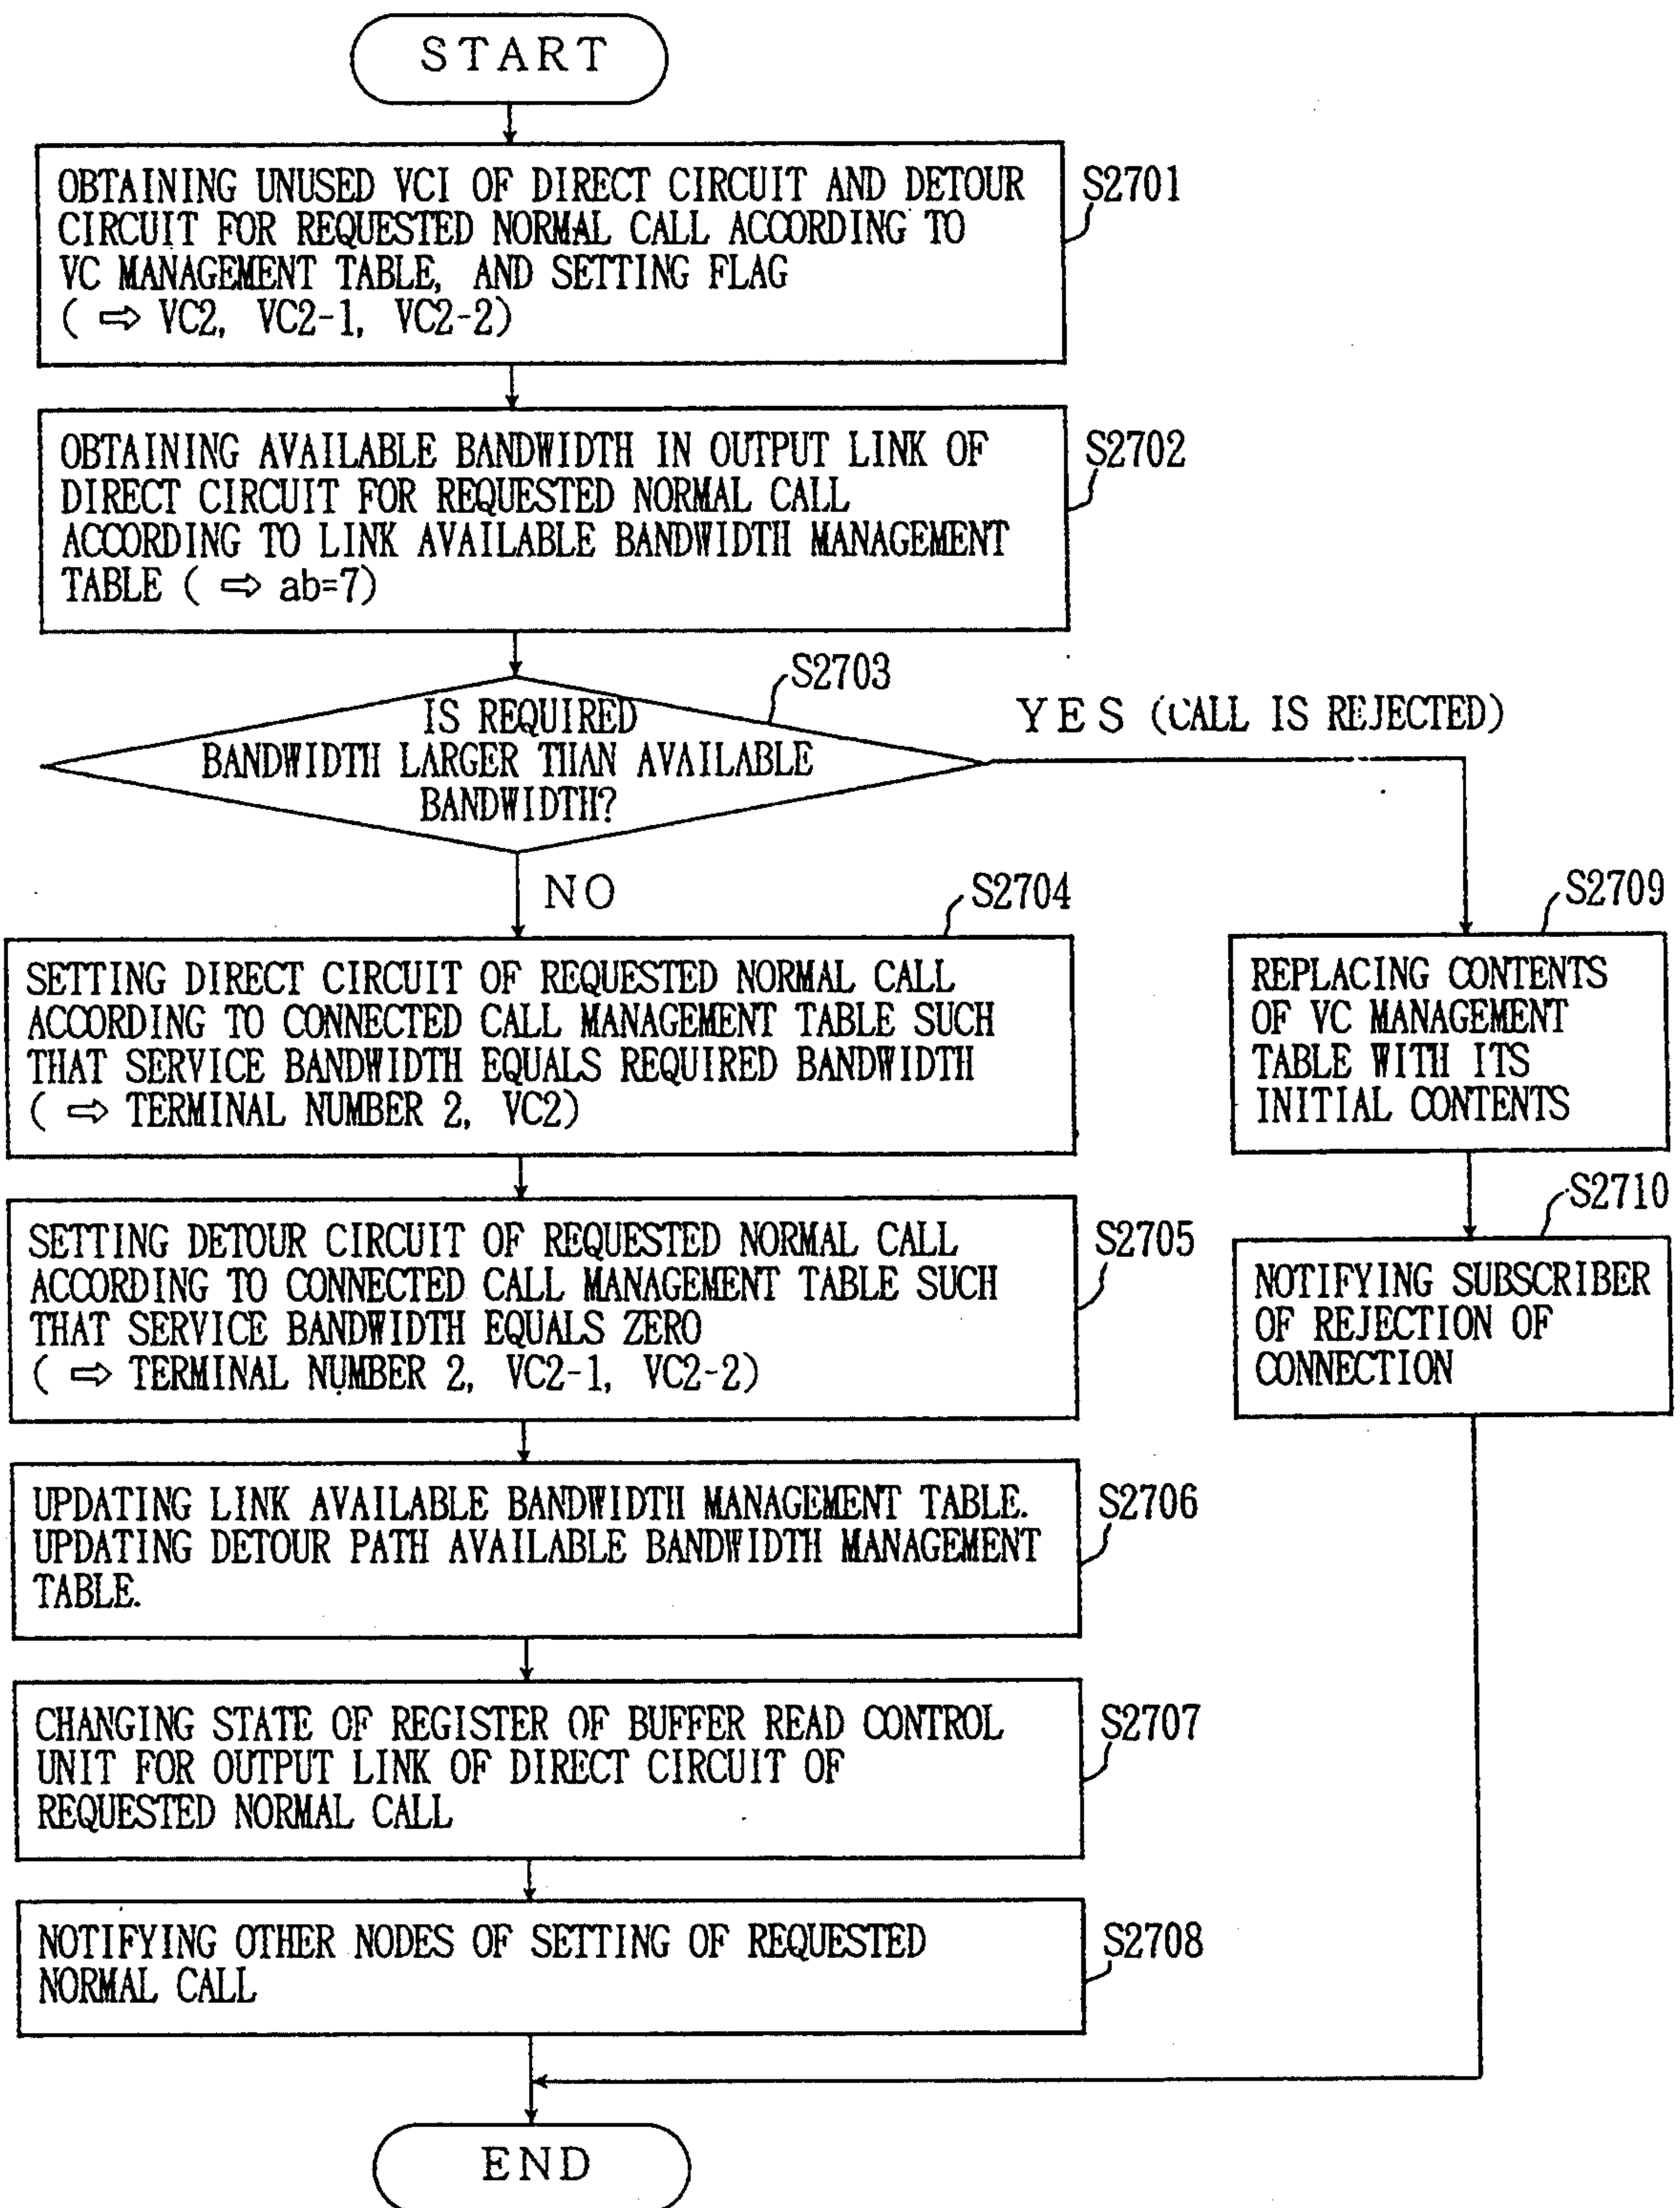 START
OBTAINING UNUSED VCI OF DIRECT CIRCUIT AND DETOUR
CIRCUIT FOR REQUESTED NORMAL CALL ACCORDING TO
VC MANAGEMENT TABLE, AND SETTING FLAG
( ⇨ VC2, VC2-1, VC2-2)
S2701
OBTAINING AVAILABLE BANDWIDTH IN OUTPUT LINK OF
DIRECT CIRCUIT FOR REQUESTED NORMAL CALL
ACCORDING TO LINK AVAILABLE BANDWIDTH MANAGEMENT
TABLE ( ⇨ ab=7)
S2702
S2703
IS REQUIRED
BANDWIDTH LARGER THAN AVAILABLE
BANDWIDTH?
YES (CALL IS REJECTED)
NO
S2704
SETTING DIRECT CIRCUIT OF REQUESTED NORMAL CALL
ACCORDING TO CONNECTED CALL MANAGEMENT TABLE SUCH
THAT SERVICE BANDWIDTH EQUALS REQUIRED BANDWIDTH
( ⇨ TERMINAL NUMBER 2, VC2)
S2709
REPLACING CONTENTS
OF VC MANAGEMENT
TABLE WITH ITS
INITIAL CONTENTS
SETTING DETOUR CIRCUIT OF REQUESTED NORMAL CALL
ACCORDING TO CONNECTED CALL MANAGEMENT TABLE SUCH
THAT SERVICE BANDWIDTH EQUALS ZERO
( ⇨ TERMINAL NUMBER 2, VC2-1, VC2-2)
S2705
S2710
NOTIFYING SUBSCRIBER
OF REJECTION OF
CONNECTION
UPDATING LINK AVAILABLE BANDWIDTH MANAGEMENT TABLE.
UPDATING DETOUR PATH AVAILABLE BANDWIDTH MANAGEMENT
TABLE.
S2706
CHANGING STATE OF REGISTER OF BUFFER READ CONTROL
UNIT FOR OUTPUT LINK OF DIRECT CIRCUIT OF
REQUESTED NORMAL CALL
S2707
NOTIFYING OTHER NODES OF SETTING OF REQUESTED
NORMAL CALL
S2708
END